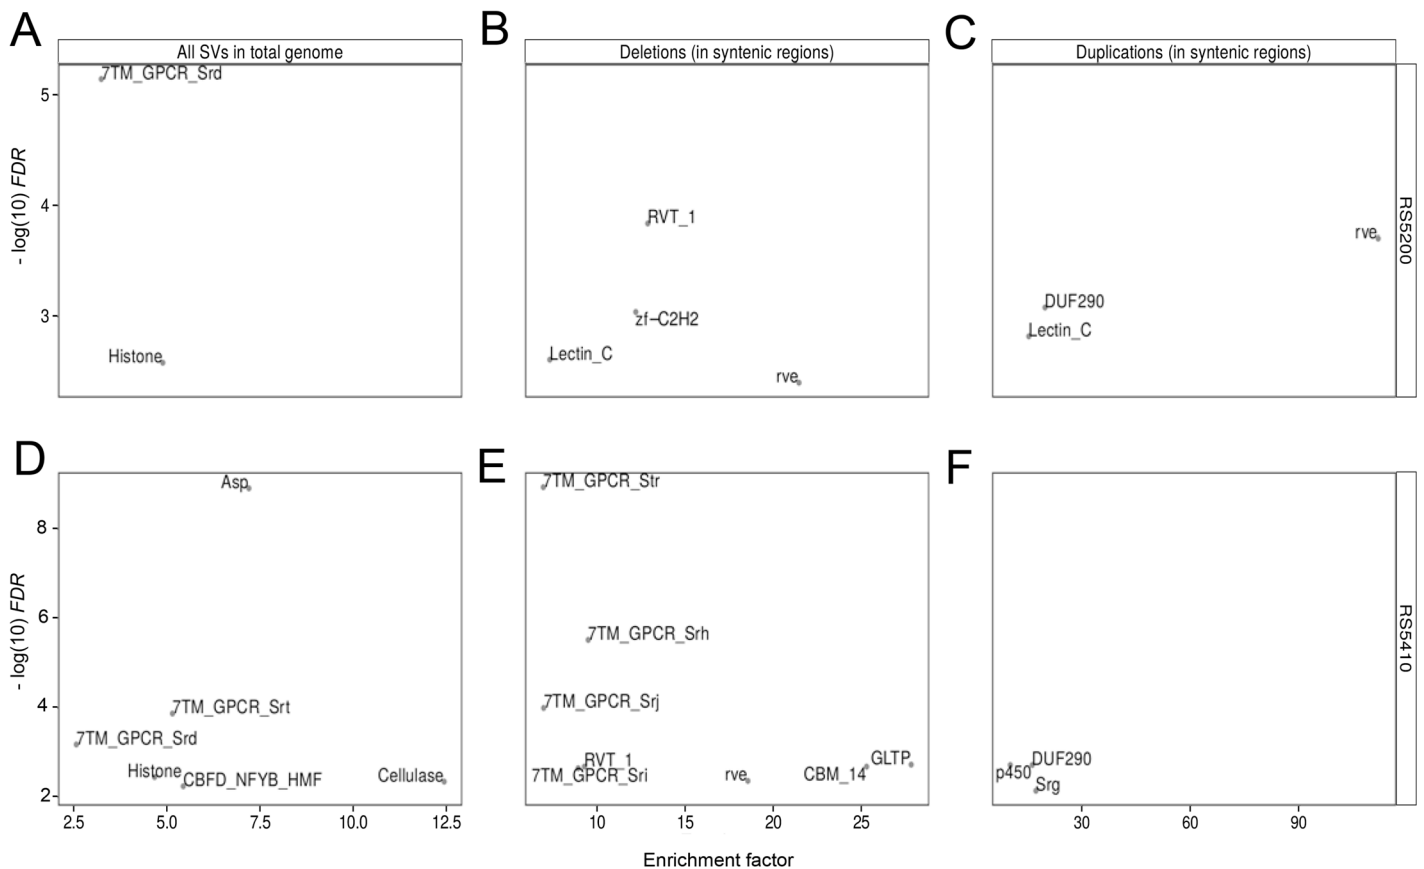 A
B
C
All SVs in total genome
Deletions (in syntenic regions)
Duplications (in syntenic regions)
- log(10) FDR
5
4
3
7TM_GPCR_Srd
Histone
RVT_1
zf-C2H2
Lectin_C
rve
rve
DUF290
Lectin_C
RS5200
D
E
F
- log(10) FDR
8
6
4
2
Asp
7TM_GPCR_Srt
7TM_GPCR_Srd
Histone
CBFD_NFYB_HMF
Cellulase
7TM_GPCR_Str
7TM_GPCR_Srh
7TM_GPCR_Srj
RVT_1
7TM_GPCR_Sri
rve
CBM_14
GLTP
DUF290
p450
Srg
RS5410
2.5 5.0 7.5 10.0 12.5
10 15 20 25
30 60 90
Enrichment factor